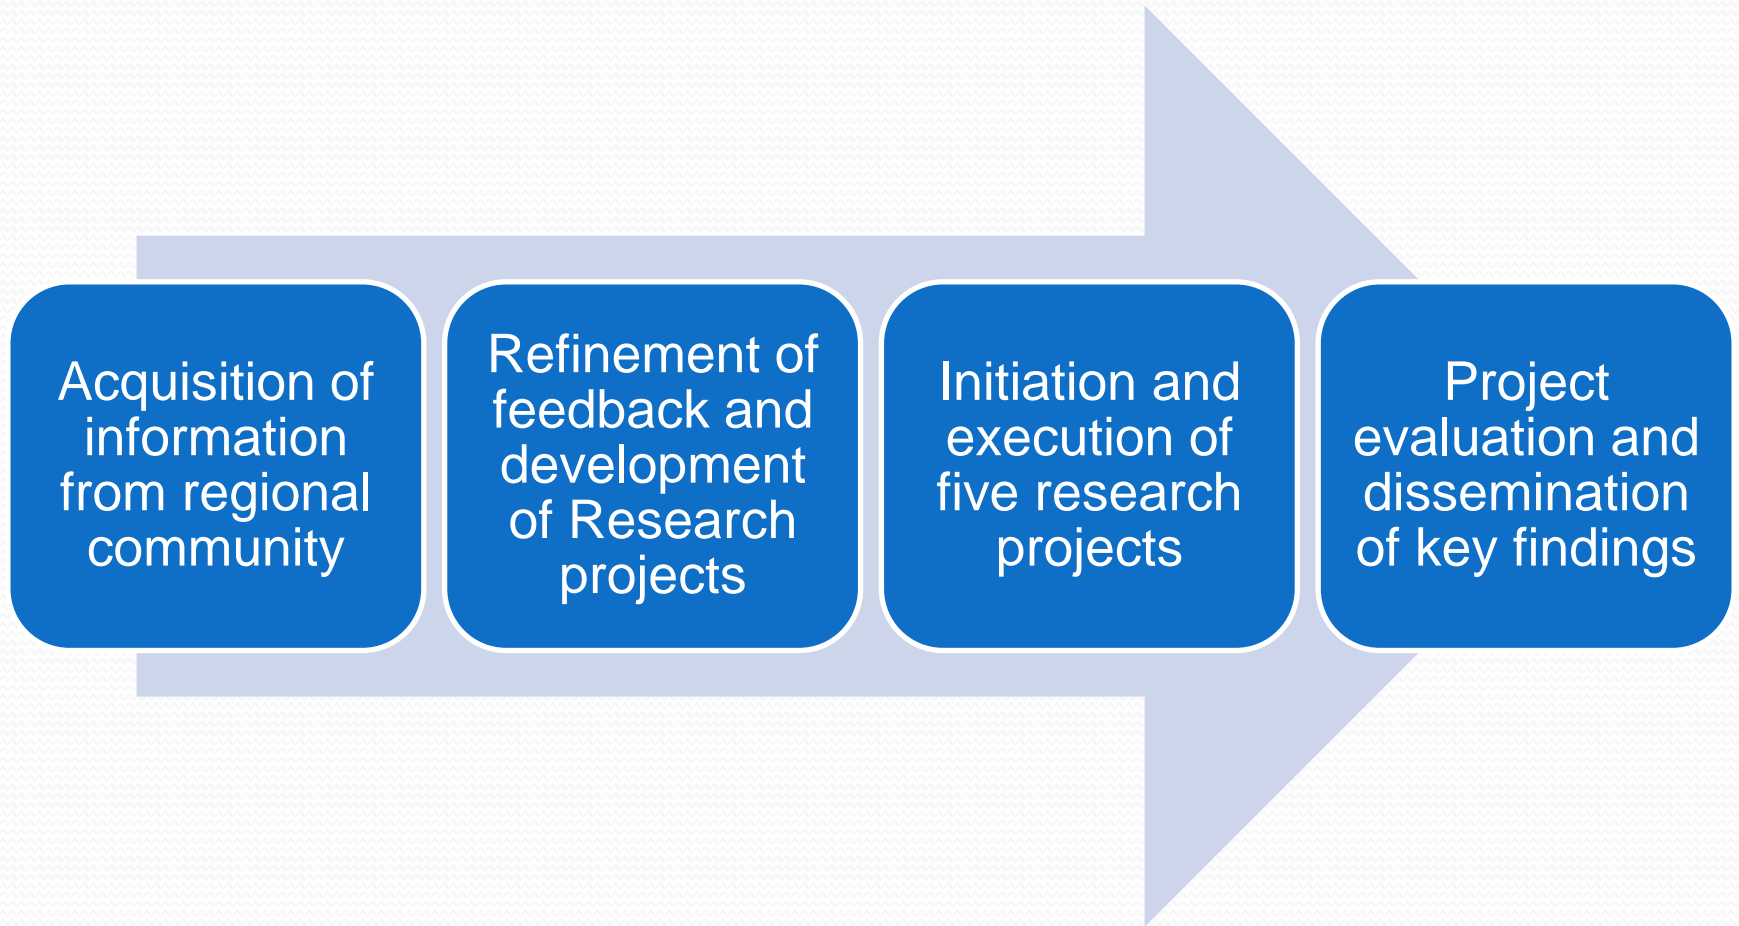 Acquisition of
information
from regional
community
Refinement of
feedback and
development
of Research
projects
Initiation and
execution of
five research
projects
Project
evaluation and
dissemination
of key findings